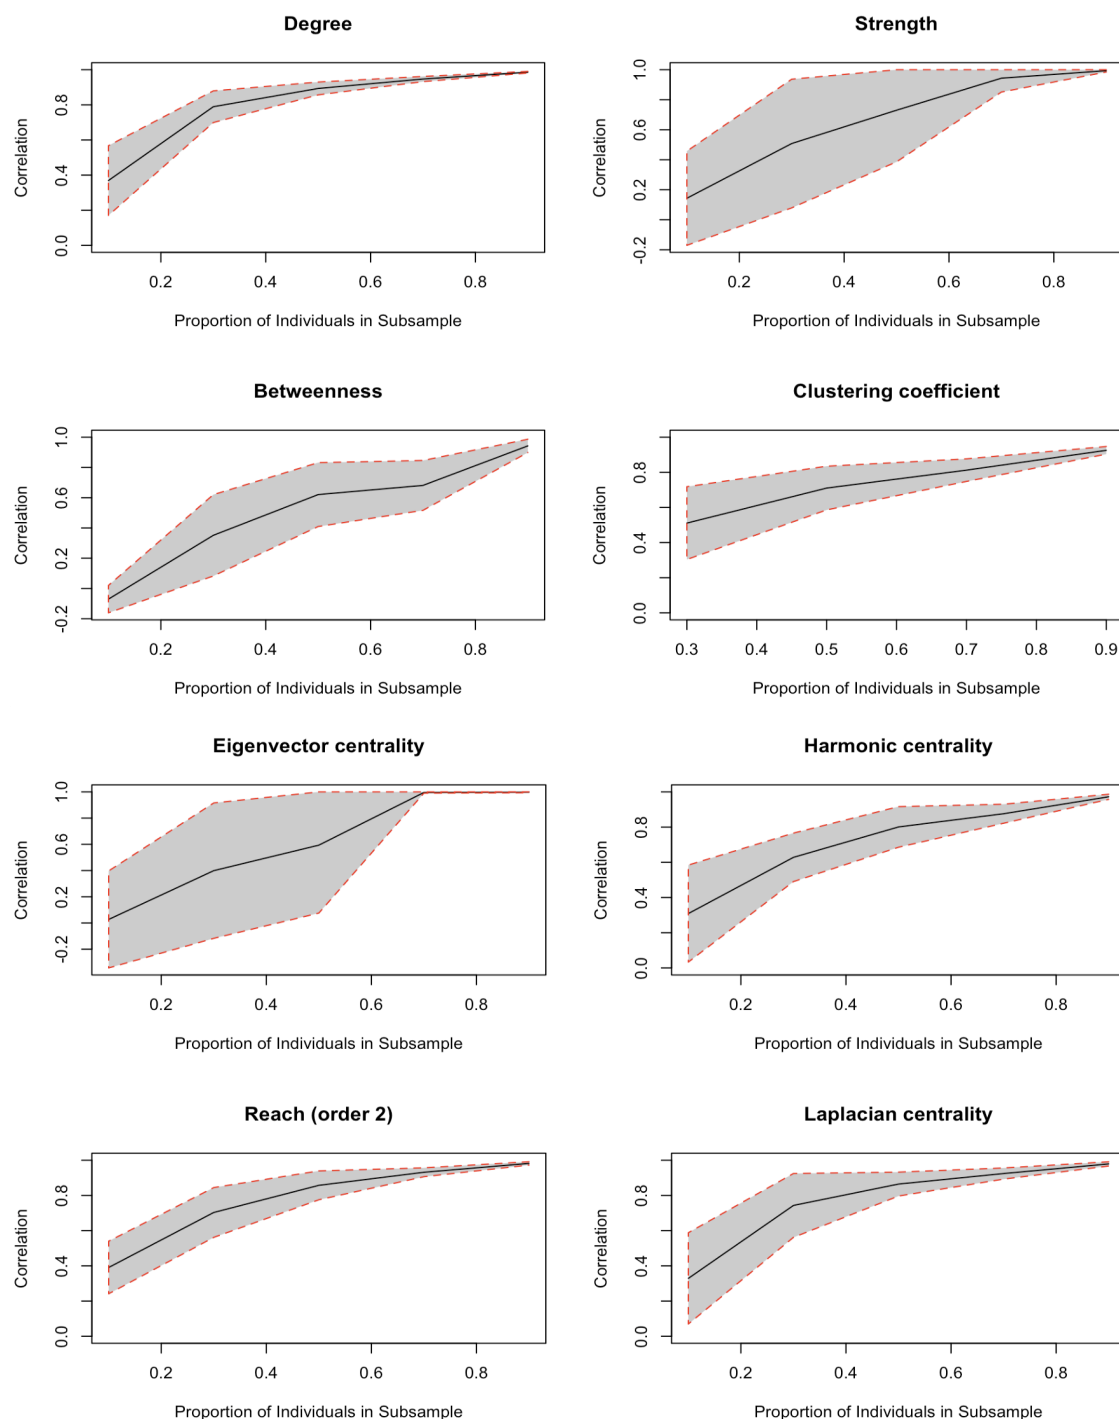 Degree
Correlation
0.0 0.4 0.8
0.2 0.4 0.6 0.8
Proportion of Individuals in Subsample
Strength
Correlation
-0.2 0.2 0.6 1.0
0.2 0.4 0.6 0.8
Proportion of Individuals in Subsample
Betweenness
Correlation
-0.2 0.2 0.6 1.0
0.2 0.4 0.6 0.8
Proportion of Individuals in Subsample
Clustering coefficient
Correlation
0.0 0.4 0.8
0.3 0.4 0.5 0.6 0.7 0.8 0.9
Proportion of Individuals in Subsample
Eigenvector centrality
Correlation
-0.2 0.2 0.6 1.0
0.2 0.4 0.6 0.8
Proportion of Individuals in Subsample
Harmonic centrality
Correlation
0.0 0.4 0.8
0.2 0.4 0.6 0.8
Proportion of Individuals in Subsample
Reach (order 2)
Correlation
0.0 0.4 0.8
0.2 0.4 0.6 0.8
Proportion of Individuals in Subsample
Laplacian centrality
Correlation
0.0 0.4 0.8
0.2 0.4 0.6 0.8
Proportion of Individuals in Subsample